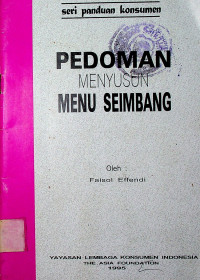 seri panduan konsumen
PEDOMAN
MENYUSUN
MENU SEIMBANG
Oleh :
Faisol Effendi
YAYASAN LEMBAGA KONSUMEN INDONESIA
THE ASIA FOUNDATION
1995